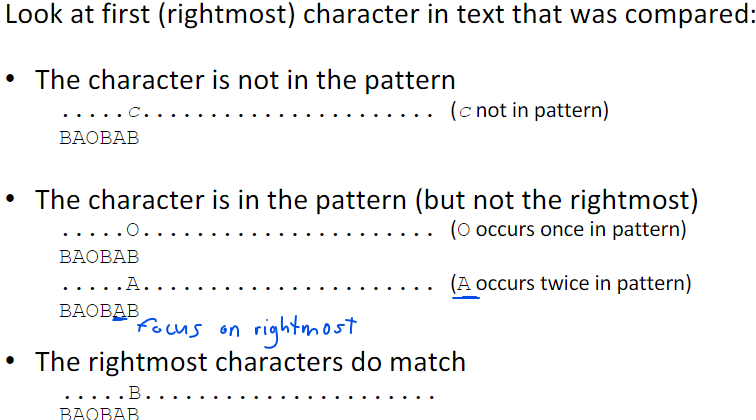 Look at first (rightmost) character in text that was compared:
• The character is not in the pattern
.....c...................... (c not in pattern)
BAOBAB
• The character is in the pattern (but not the rightmost)
.....O...................... (O occurs once in pattern)
BAOBAB
.....A...................... (A occurs twice in pattern)
BAOBAB
focus on rightmost
• The rightmost characters do match
.....B......................
BAOBAB